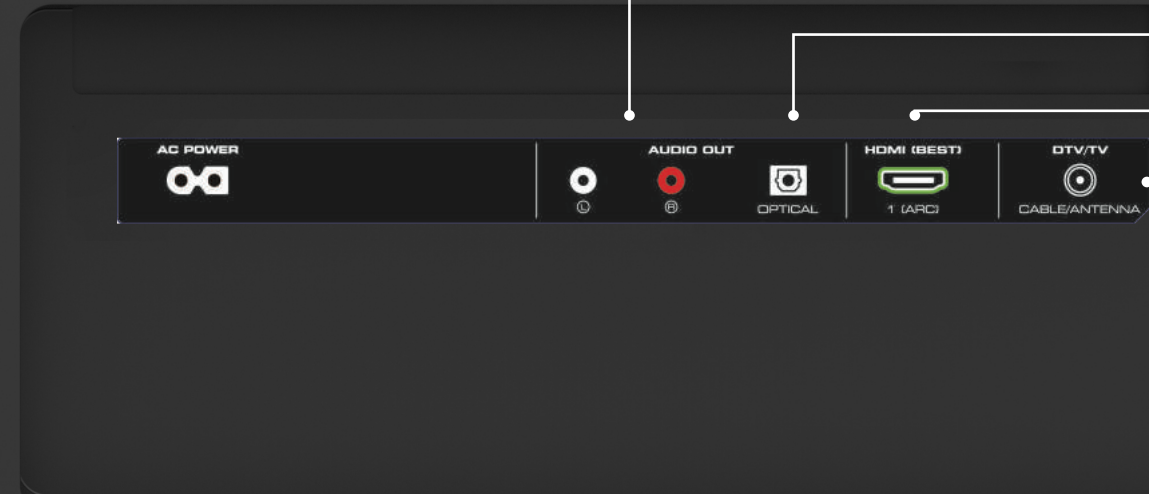 AC POWER
AUDIO OUT
HDMI (BEST)
DTV/TV
L
R
OPTICAL
1 (ARC)
CABLE/ANTENNA